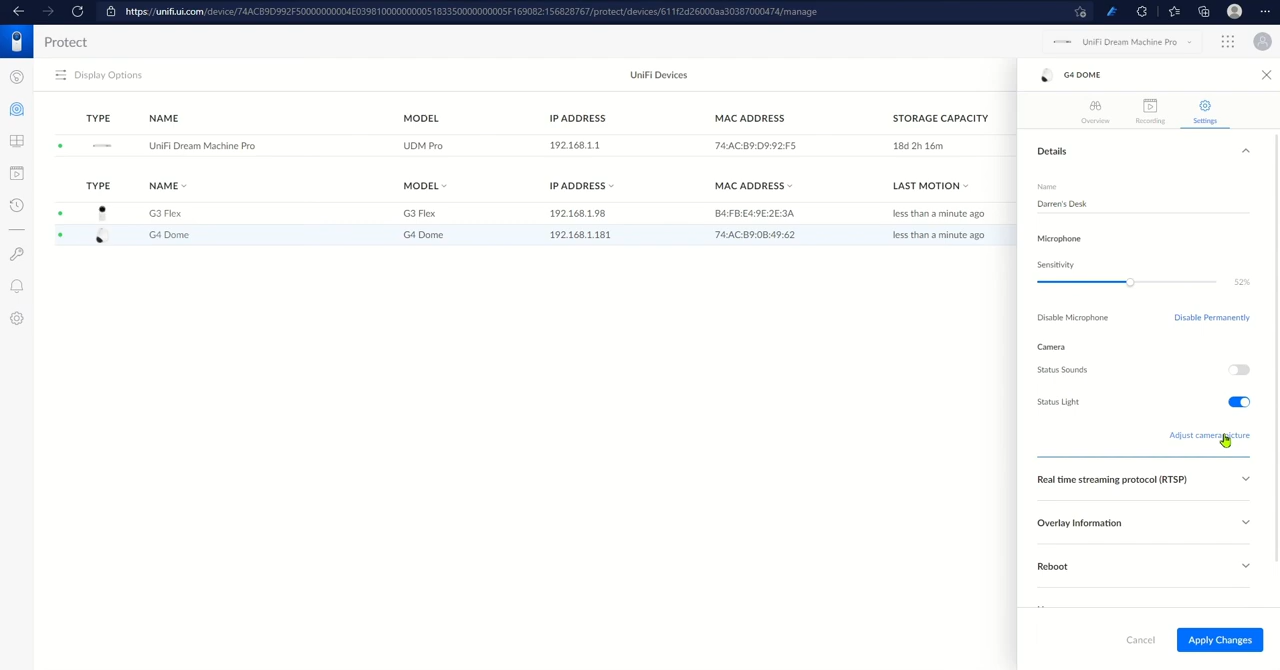 https://unifi.ui.com/device/74ACB9D992F50000000004E0398100000000051833500000000005F169082:156828767/protect/devices/611f2d26000aa30387000474/manage
Protect
UniFi Dream Machine Pro
Display Options
UniFi Devices
G4 DOME
Overview Recording Settings
TYPE NAME MODEL IP ADDRESS MAC ADDRESS STORAGE CAPACITY
UniFi Dream Machine Pro UDM Pro 192.168.1.1 74:AC:B9:D9:92:F5 18d 2h 16m
TYPE NAME MODEL IP ADDRESS MAC ADDRESS LAST MOTION
G3 Flex G3 Flex 192.168.1.98 B4:FB:E4:9E:2E:3A less than a minute ago
G4 Dome G4 Dome 192.168.1.181 74:AC:B9:0B:49:62 less than a minute ago
Details
Name
Darren's Desk
Microphone
Sensitivity
52%
Disable Microphone Disable Permanently
Camera
Status Sounds
Status Light
Adjust camera picture
Real time streaming protocol (RTSP)
Overlay Information
Reboot
Cancel Apply Changes